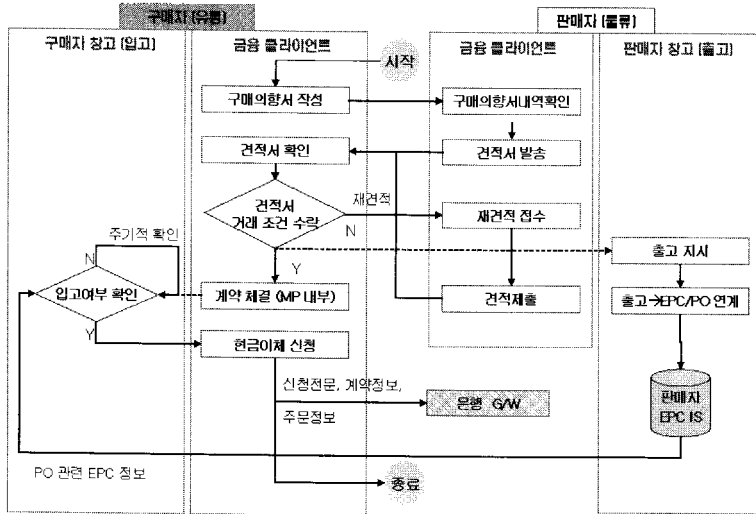 구매자 (유통)
판매자 (물류)
구매자 창고 (입고)
금융 클라이언트
금융 클라이언트
판매자 창고 (출고)
시작
구매의향서 작성
구매의향서내역확인
견적서 확인
견적서 발송
견적서
거래 조건 수락
재견적
N
재견적 접수
주기적 확인
N
출고 지시
Y
입고여부 확인
계약 체결 (MP 내부)
견적제출
출고→EPC/PO 연계
Y
현금이체 신청
신청전문, 계약정보,
주문정보
은행 G/W
판매자
EPC IS
PO 관련 EPC 정보
종료